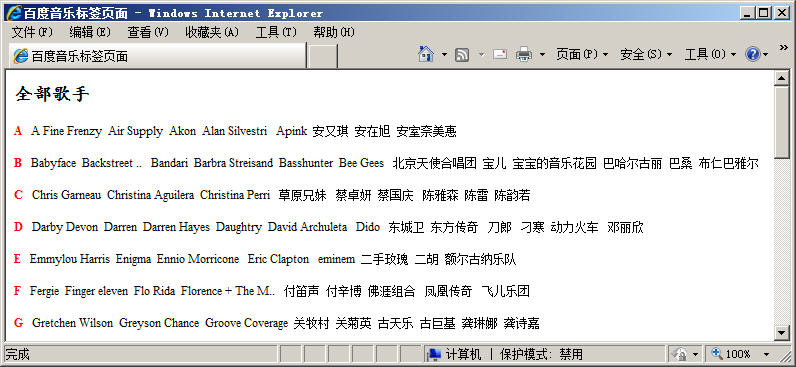 百度音乐标签页面 - Windows Internet Explorer
文件(F) 编辑(E) 查看(V) 收藏夹(A) 工具(T) 帮助(H)
百度音乐标签页面 页面(P) 安全(S) 工具(O) »
全部歌手
A A Fine Frenzy Air Supply Akon Alan Silvestri Apink 安又琪 安在旭 安室奈美惠
B Babyface Backstreet .. Bandari Barbra Streisand Basshunter Bee Gees 北京天使合唱团 宝儿 宝宝的音乐花园 巴哈尔古丽 巴桑 布仁巴雅尔
C Chris Garneau Christina Aguilera Christina Perri 草原兄妹 蔡卓妍 蔡国庆 陈雅森 陈雷 陈韵若
D Darby Devon Darren Darren Hayes Daughtry David Archuleta Dido 东城卫 东方传奇 刀郎 刁寒 动力火车 邓丽欣
E Emmylou Harris Enigma Ennio Morricone Eric Clapton eminem 二手玫瑰 二胡 额尔古纳乐队
F Fergie Finger eleven Flo Rida Florence + The M.. 付笛声 付辛博 佛涯组合 凤凰传奇 飞儿乐团
G Gretchen Wilson Greyson Chance Groove Coverage 关牧村 关菊英 古天乐 古巨基 龚琳娜 龚诗嘉
完成 计算机 | 保护模式: 禁用 100%